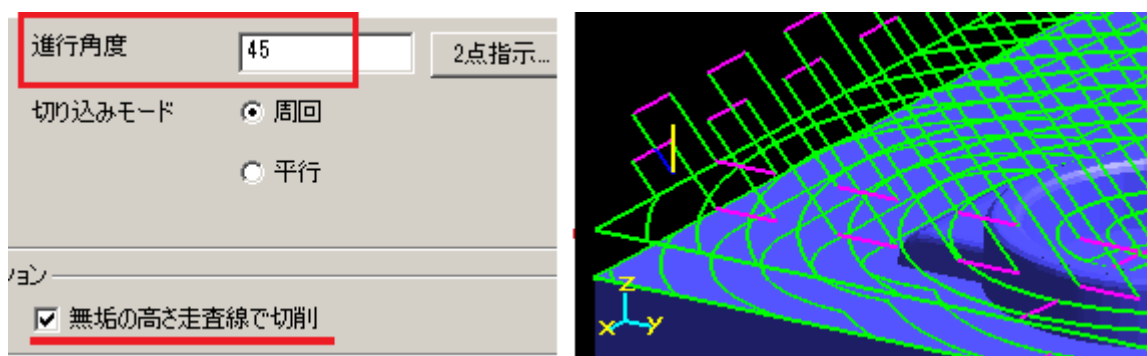 進行角度 45 2点指示...
切り込みモード 周回
平行
ション
無垢の高さ走査線で切削
Z
X Y